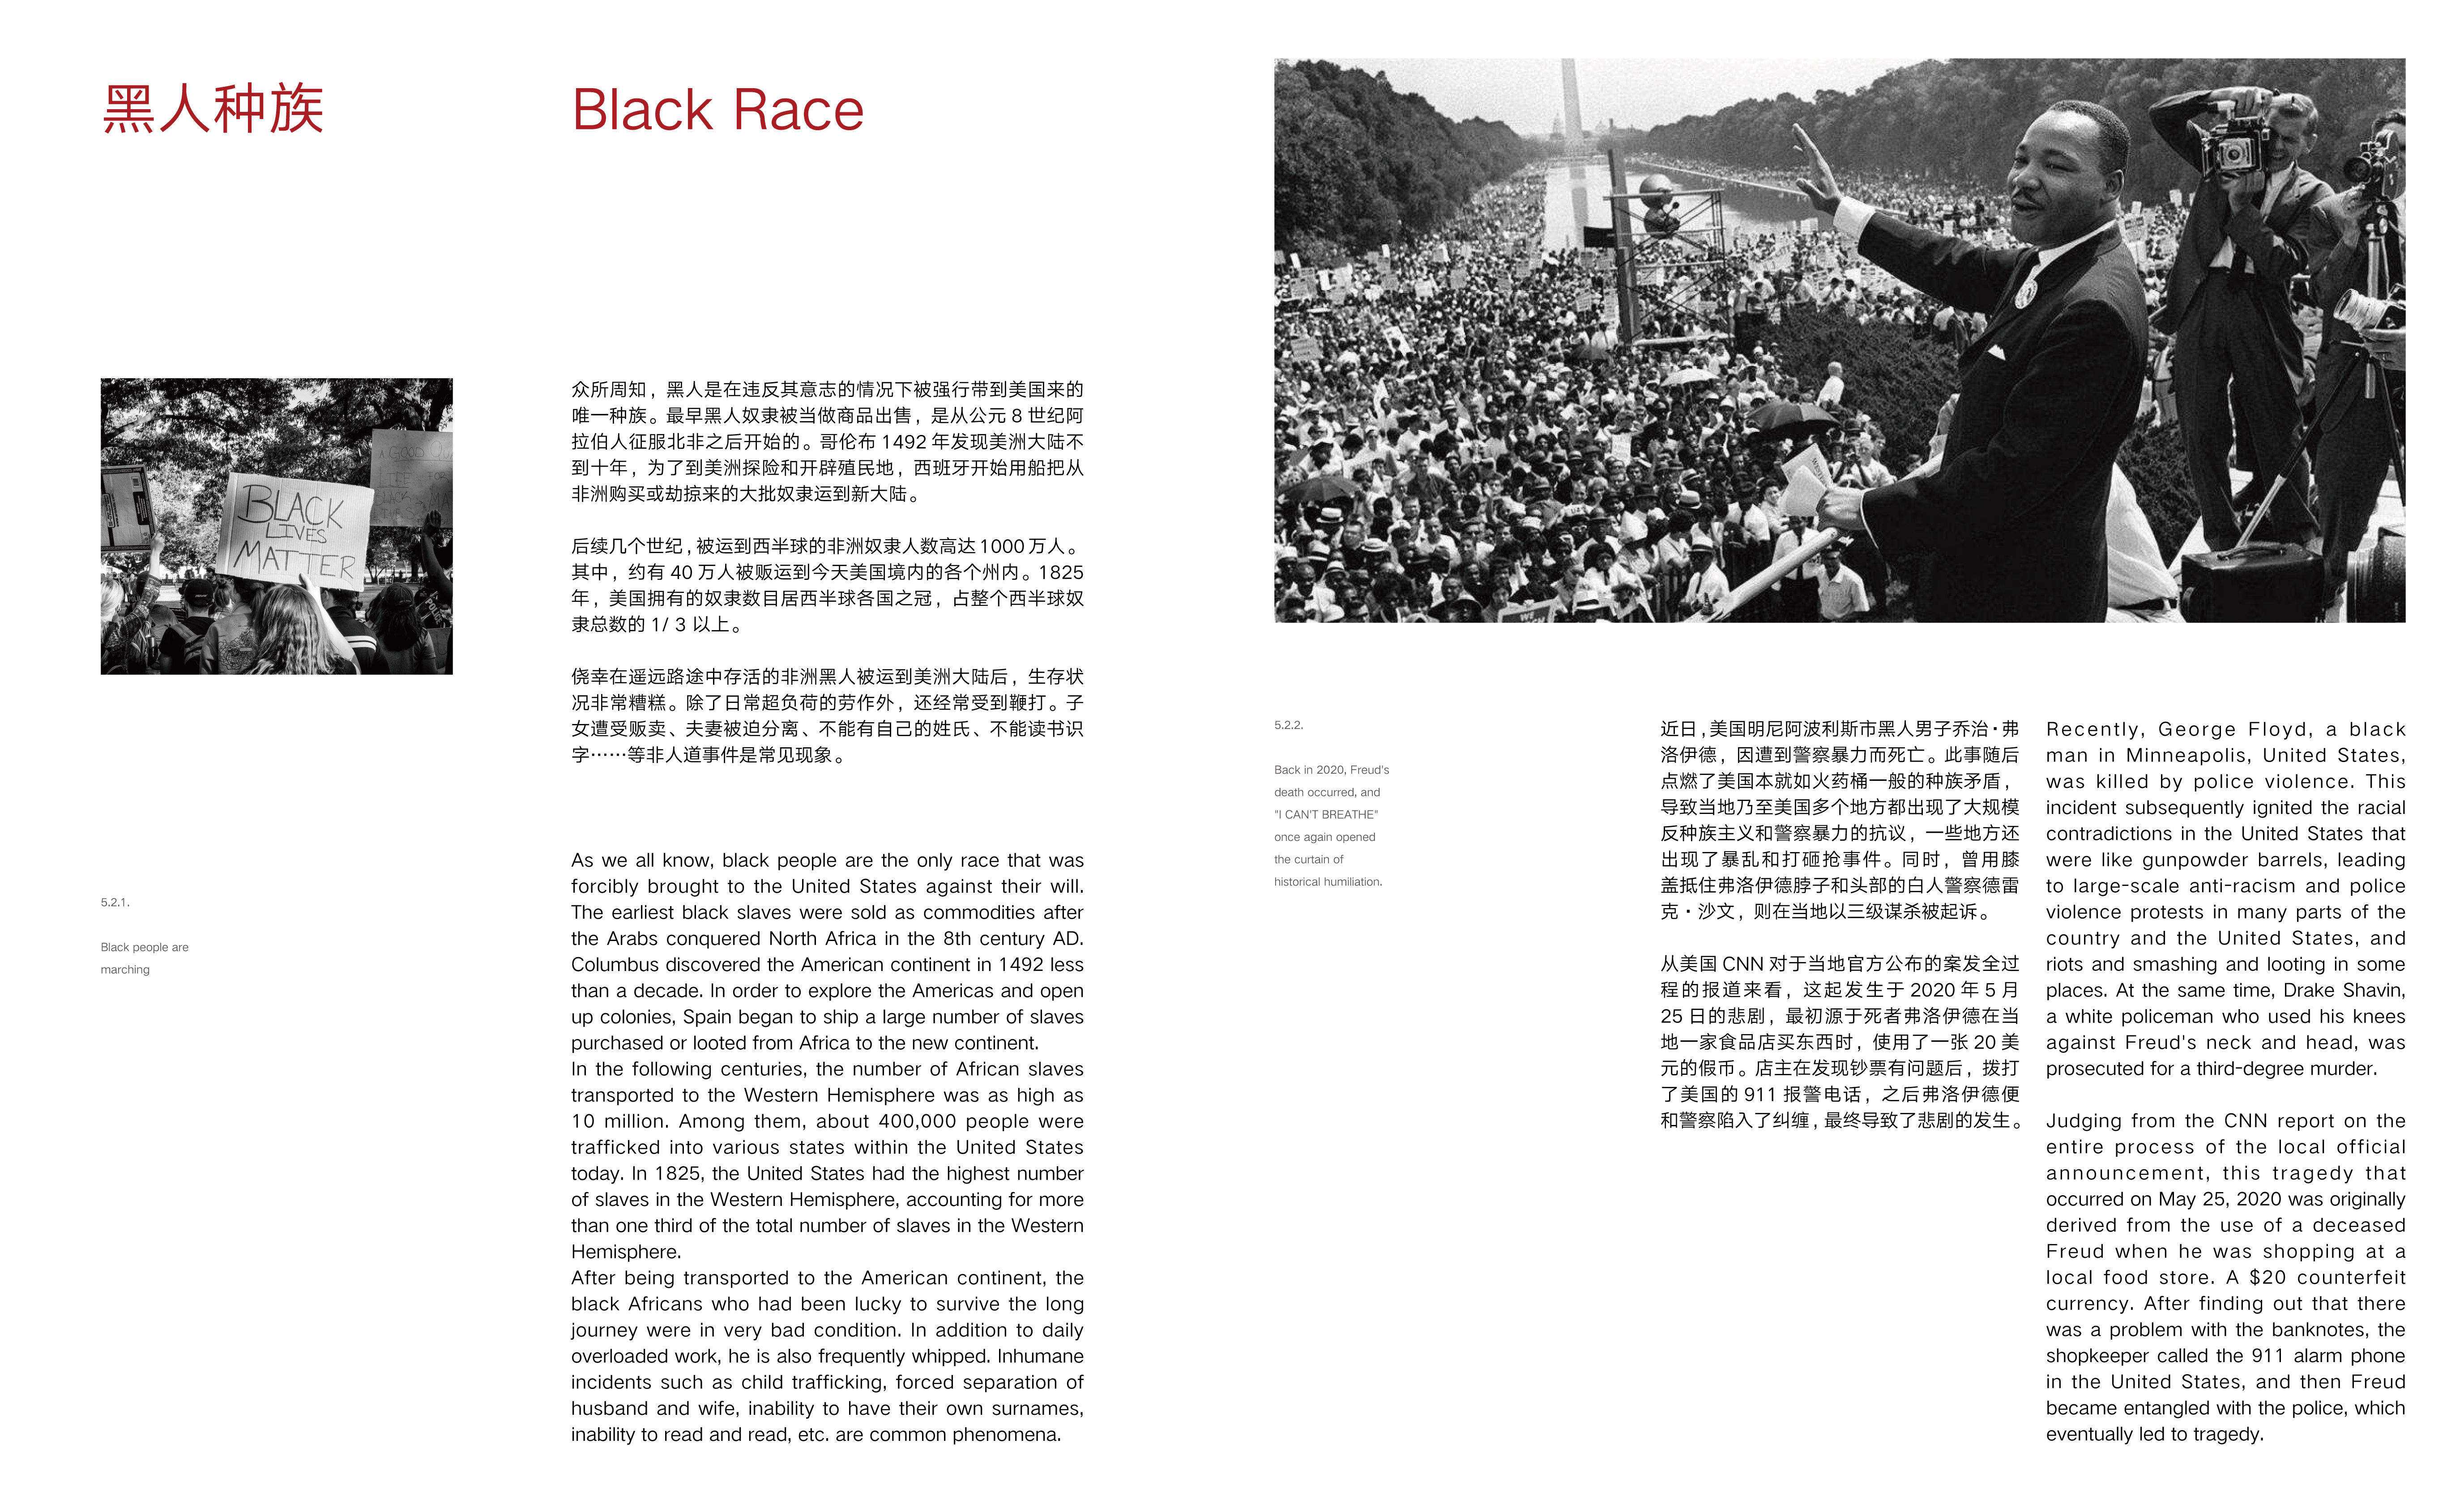 黑人种族
Black Race
BLACK
LIVES
MATTER
A GOOD
LIFE FOR
POLICE
众所周知，黑人是在违反其意志的情况下被强行带到美国来的
唯一种族。最早黑人奴隶被当做商品出售，是从公元 8 世纪阿
拉伯人征服北非之后开始的。哥伦布 1492 年发现美洲大陆不
到十年，为了到美洲探险和开辟殖民地，西班牙开始用船把从
非洲购买或劫掠来的大批奴隶运到新大陆。
后续几个世纪，被运到西半球的非洲奴隶人数高达 1000 万人。
其中，约有 40 万人被贩运到今天美国境内的各个州内。1825
年，美国拥有的奴隶数目居西半球各国之冠，占整个西半球奴
隶总数的 1/ 3 以上。
侥幸在遥远路途中存活的非洲黑人被运到美洲大陆后，生存状
况非常糟糕。除了日常超负荷的劳作外，还经常受到鞭打。子
女遭受贩卖、夫妻被迫分离、不能有自己的姓氏、不能读书识
字……等非人道事件是常见现象。
5.2.1.
Black people are
marching
As we all know, black people are the only race that was
forcibly brought to the United States against their will.
The earliest black slaves were sold as commodities after
the Arabs conquered North Africa in the 8th century AD.
Columbus discovered the American continent in 1492 less
than a decade. In order to explore the Americas and open
up colonies, Spain began to ship a large number of slaves
purchased or looted from Africa to the new continent.
In the following centuries, the number of African slaves
transported to the Western Hemisphere was as high as
10 million. Among them, about 400,000 people were
trafficked into various states within the United States
today. In 1825, the United States had the highest number
of slaves in the Western Hemisphere, accounting for more
than one third of the total number of slaves in the Western
Hemisphere.
After being transported to the American continent, the
black Africans who had been lucky to survive the long
journey were in very bad condition. In addition to daily
overloaded work, he is also frequently whipped. Inhumane
incidents such as child trafficking, forced separation of
husband and wife, inability to have their own surnames,
inability to read and read, etc. are common phenomena.
5.2.2.
Back in 2020, Freud's
death occurred, and
"I CAN'T BREATHE"
once again opened
the curtain of
historical humiliation.
近日，美国明尼阿波利斯市黑人男子乔治·弗
洛伊德，因遭到警察暴力而死亡。此事随后
点燃了美国本就如火药桶一般的种族矛盾，
导致当地乃至美国多个地方都出现了大规模
反种族主义和警察暴力的抗议，一些地方还
出现了暴乱和打砸抢事件。同时，曾用膝
盖抵住弗洛伊德脖子和头部的白人警察德雷
克·沙文，则在当地以三级谋杀被起诉。
从美国 CNN 对于当地官方公布的案发全过
程的报道来看，这起发生于 2020 年 5 月
25 日的悲剧，最初源于死者弗洛伊德在当
地一家食品店买东西时，使用了一张 20 美
元的假币。店主在发现钞票有问题后，拨打
了美国的 911 报警电话，之后弗洛伊德便
和警察陷入了纠缠，最终导致了悲剧的发生。
Recently, George Floyd, a black
man in Minneapolis, United States,
was killed by police violence. This
incident subsequently ignited the racial
contradictions in the United States that
were like gunpowder barrels, leading
to large-scale anti-racism and police
violence protests in many parts of the
country and the United States, and
riots and smashing and looting in some
places. At the same time, Drake Shavin,
a white policeman who used his knees
against Freud's neck and head, was
prosecuted for a third-degree murder.
Judging from the CNN report on the
entire process of the local official
announcement, this tragedy that
occurred on May 25, 2020 was originally
derived from the use of a deceased
Freud when he was shopping at a
local food store. A $20 counterfeit
currency. After finding out that there
was a problem with the banknotes, the
shopkeeper called the 911 alarm phone
in the United States, and then Freud
became entangled with the police, which
eventually led to tragedy.